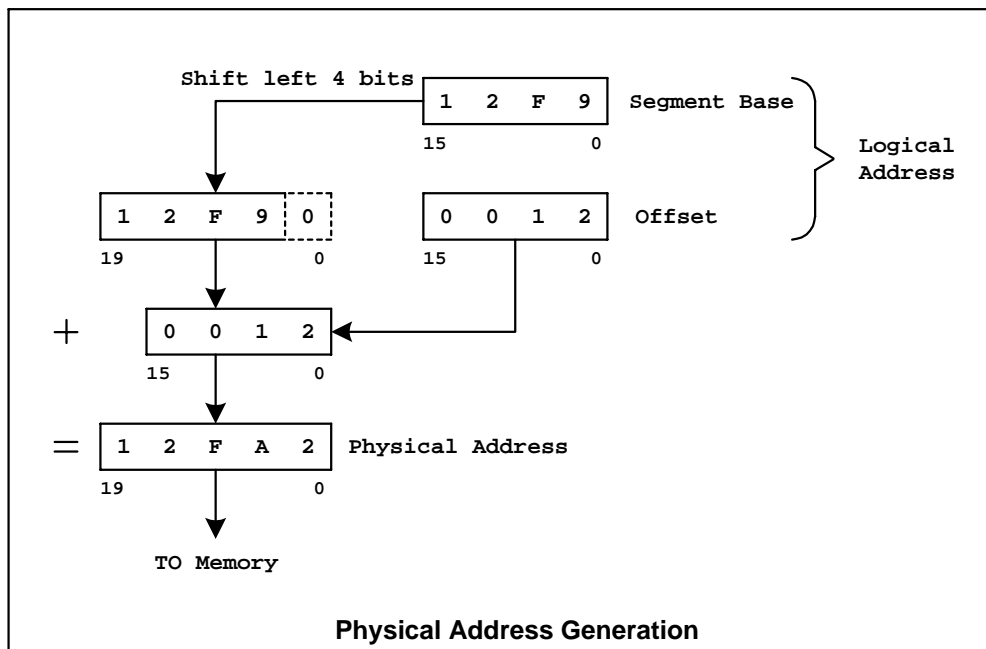 Shift left 4 bits
1 2 F 9 Segment Base
15 0
Logical
Address
1 2 F 9 0
0 0 1 2 Offset
19 0
15 0
+ 0 0 1 2
15 0
= 1 2 F A 2 Physical Address
19 0
TO Memory
Physical Address Generation